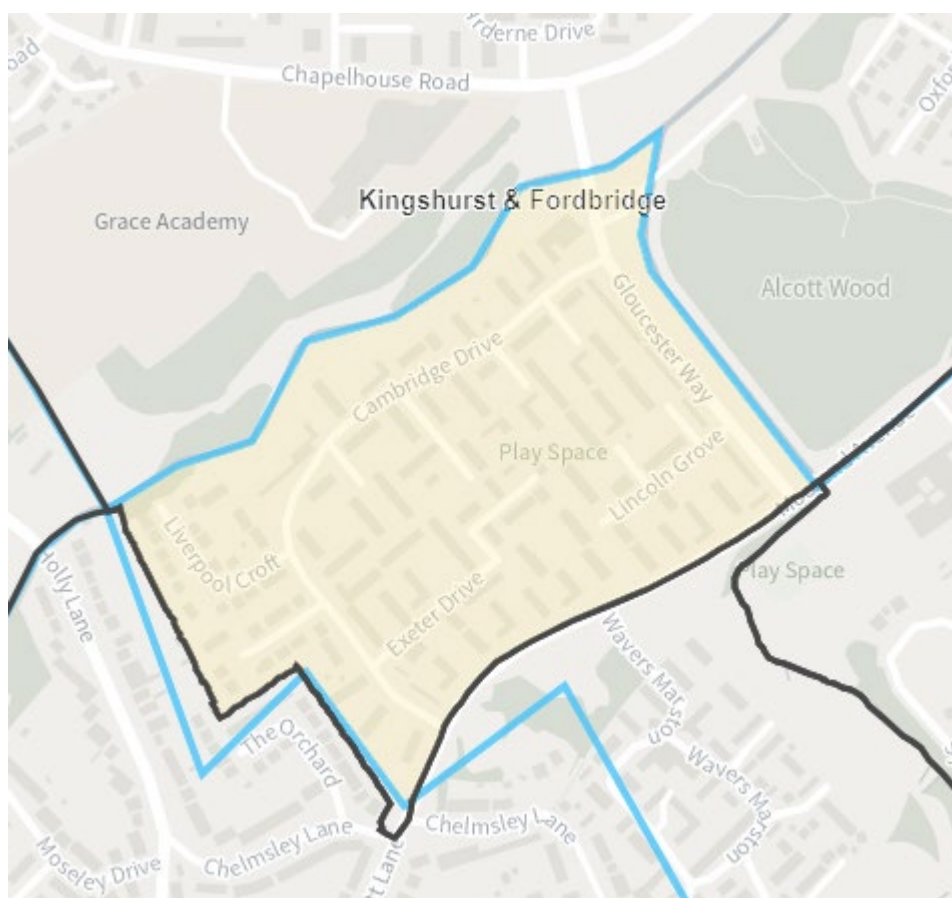 Drive
Chapelhouse Road
Kingshurst & Fordbridge
Grace Academy
Alcott Wood
Gloucester Way
Cambridge Drive
Play Space
Lincoln Grove
Liverpool Croft
Holly Lane
Exeter Drive
Play Space
Wavers Marston
The Orchard
Wavers Marston
Chelmsley Lane
Chelmsley Lane
Moseley Drive
Lane